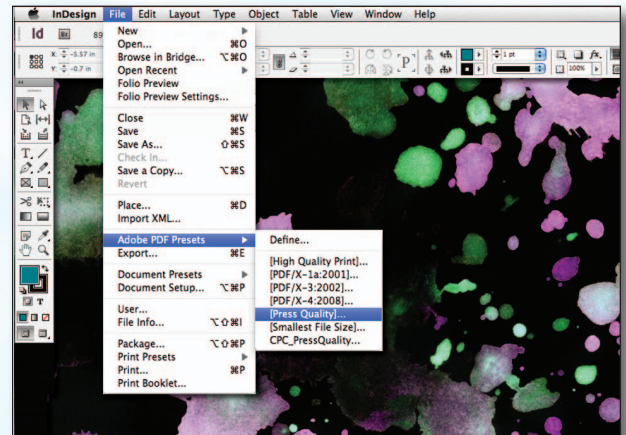 InDesign File Edit Layout Type Object Table View Window Help
Id Br 89
X: -5.57 in
Y: -0.7 in
1 pt
100%
fx.
P
T
T
New
Open... ⌘O
Browse in Bridge... ⌥⌘O
Open Recent
Folio Preview
Folio Preview Settings...
Close ⌘W
Save ⌘S
Save As... ⇧⌘S
Check In...
Save a Copy... ⌥⌘S
Revert
Place... ⌘D
Import XML...
Adobe PDF Presets
Export... ⌘E
Document Presets
Document Setup... ⌥⌘P
User...
File Info... ⌥⇧⌘I
Package... ⌥⇧⌘P
Print Presets
Print... ⌘P
Print Booklet...
Define...
[High Quality Print]...
[PDF/X-1a:2001]...
[PDF/X-3:2002]...
[PDF/X-4:2008]...
[Press Quality]...
[Smallest File Size]...
CPC_PressQuality...